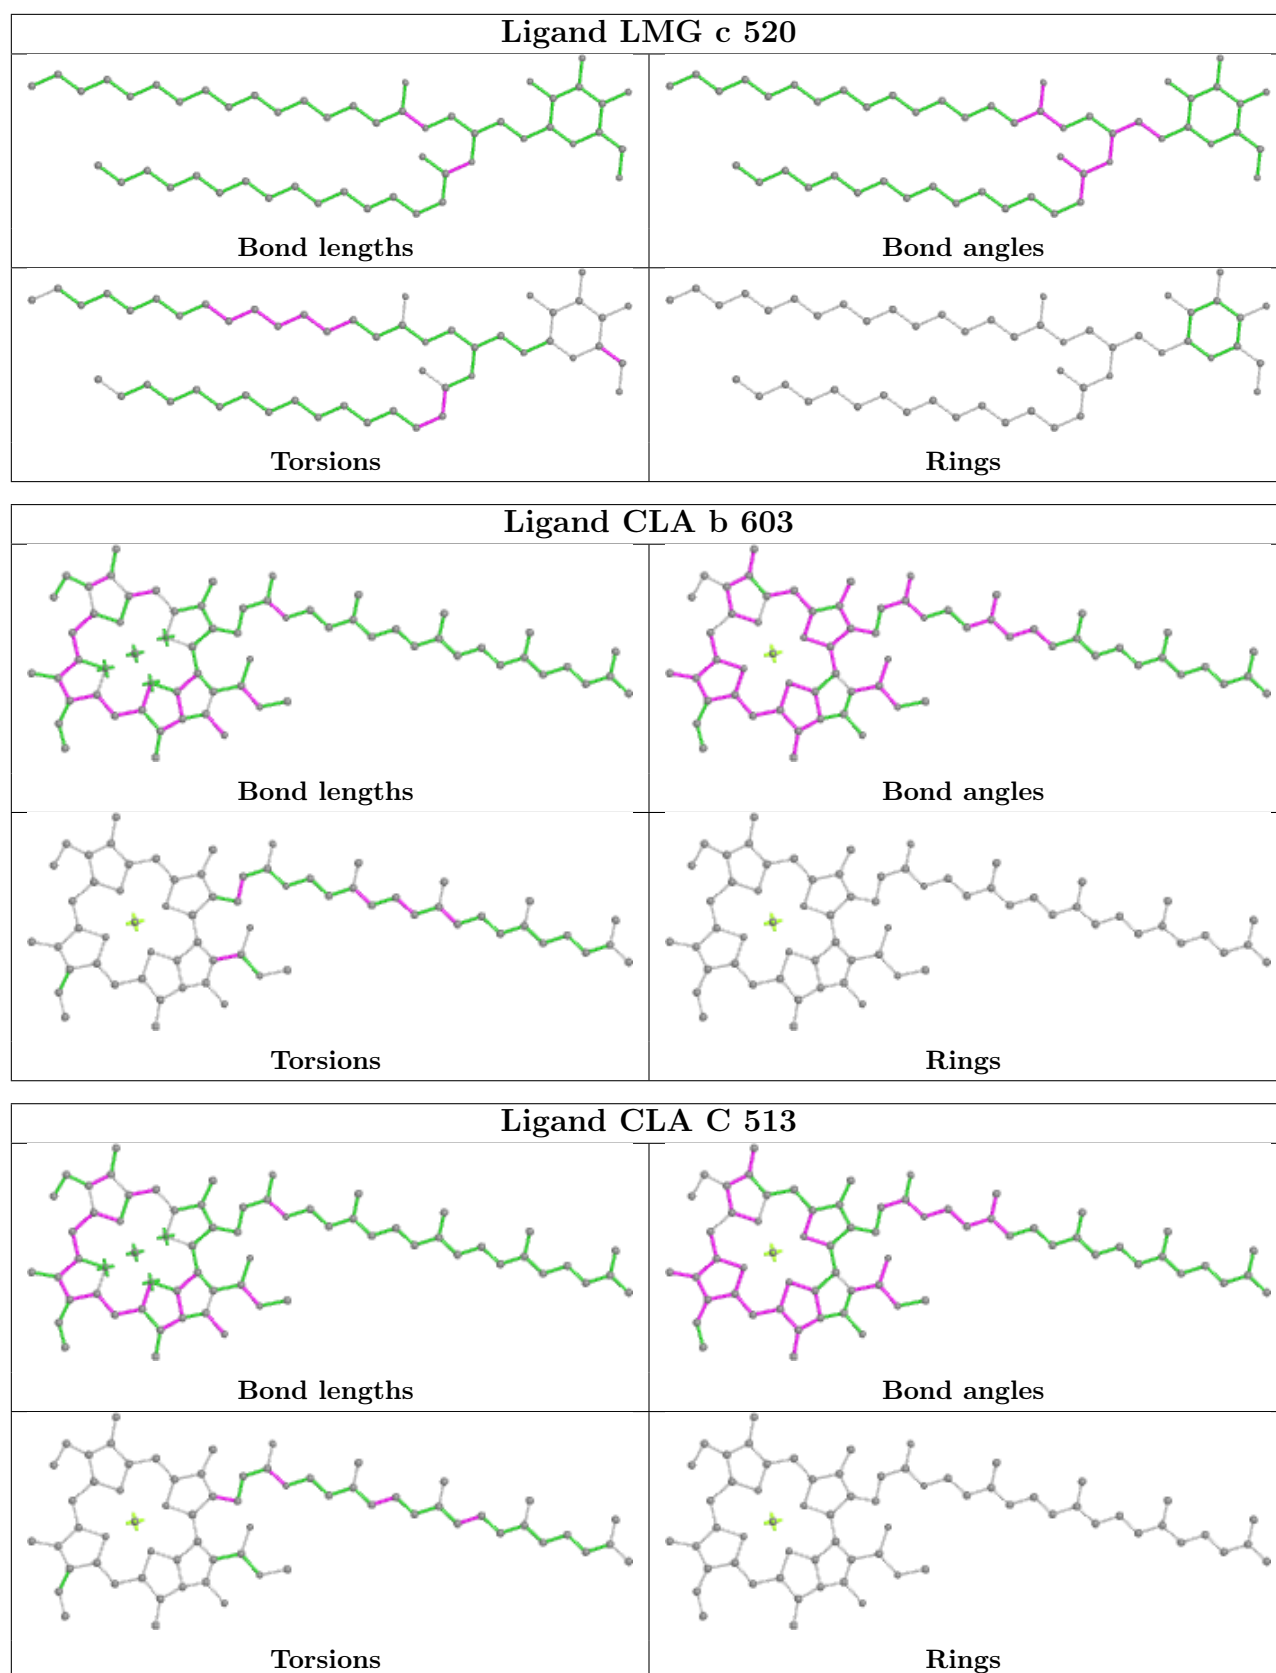 Ligand LMG c 520
Bond lengths
Bond angles
Torsions
Rings
Ligand CLA b 603
Bond lengths
Bond angles
Torsions
Rings
Ligand CLA C 513
Bond lengths
Bond angles
Torsions
Rings